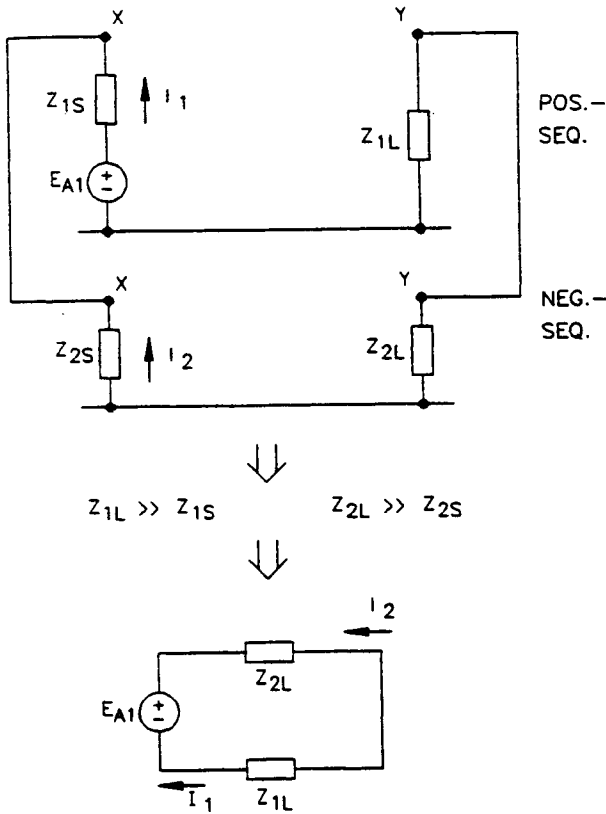 X
Y
Z1S
I1
Z1L
POS.–
SEQ.
EA1
+
–
X
Y
NEG.–
SEQ.
Z2S
I2
Z2L
Z1L >> Z1S
Z2L >> Z2S
I2
Z2L
EA1
+
–
I1
Z1L